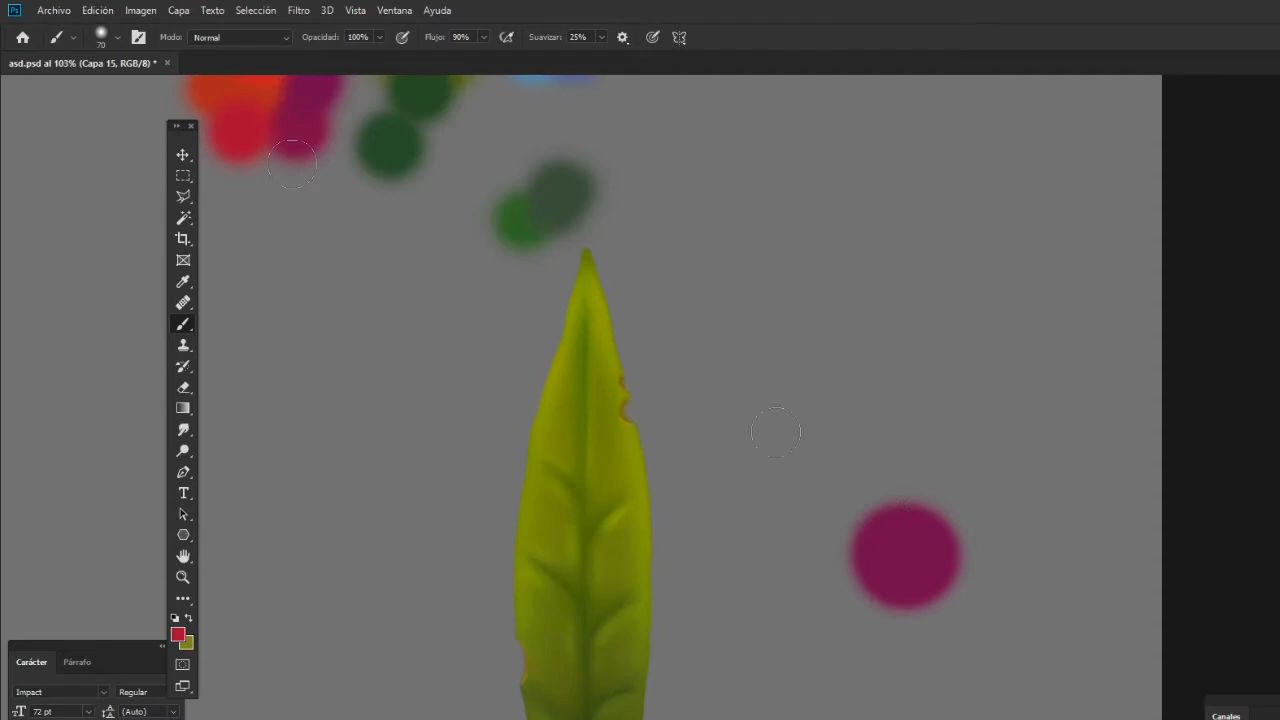 Ps Archivo Edición Imagen Capa Texto Selección Filtro 3D Vista Ventana Ayuda
70 Modo: Normal Opacidad: 100% Flujo: 90% Suavizar: 25%
asd.psd al 103% (Capa 15, RGB/8) *
T
Carácter Párrafo
Impact Regular
72 pt (Auto)
Canales